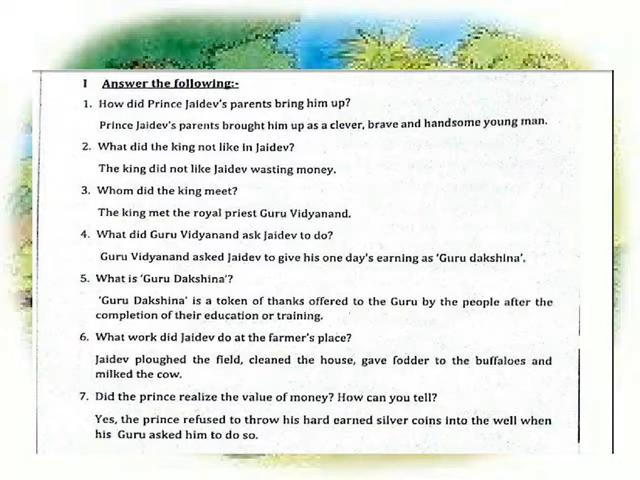 I Answer the following:-
1. How did Prince Jaidev's parents bring him up?
Prince Jaidev's parents brought him up as a clever, brave and handsome young man.
2. What did the king not like in Jaidev?
The king did not like Jaidev wasting money.
3. Whom did the king meet?
The king met the royal priest Guru Vidyanand.
4. What did Guru Vidyanand ask Jaidev to do?
Guru Vidyanand asked Jaidev to give his one day's earning as 'Guru dakshina'.
5. What is 'Guru Dakshina'?
'Guru Dakshina' is a token of thanks offered to the Guru by the people after the
completion of their education or training.
6. What work did Jaidev do at the farmer's place?
Jaidev ploughed the field, cleaned the house, gave fodder to the buffaloes and
milked the cow.
7. Did the prince realize the value of money? How can you tell?
Yes, the prince refused to throw his hard earned silver coins into the well when
his Guru asked him to do so.